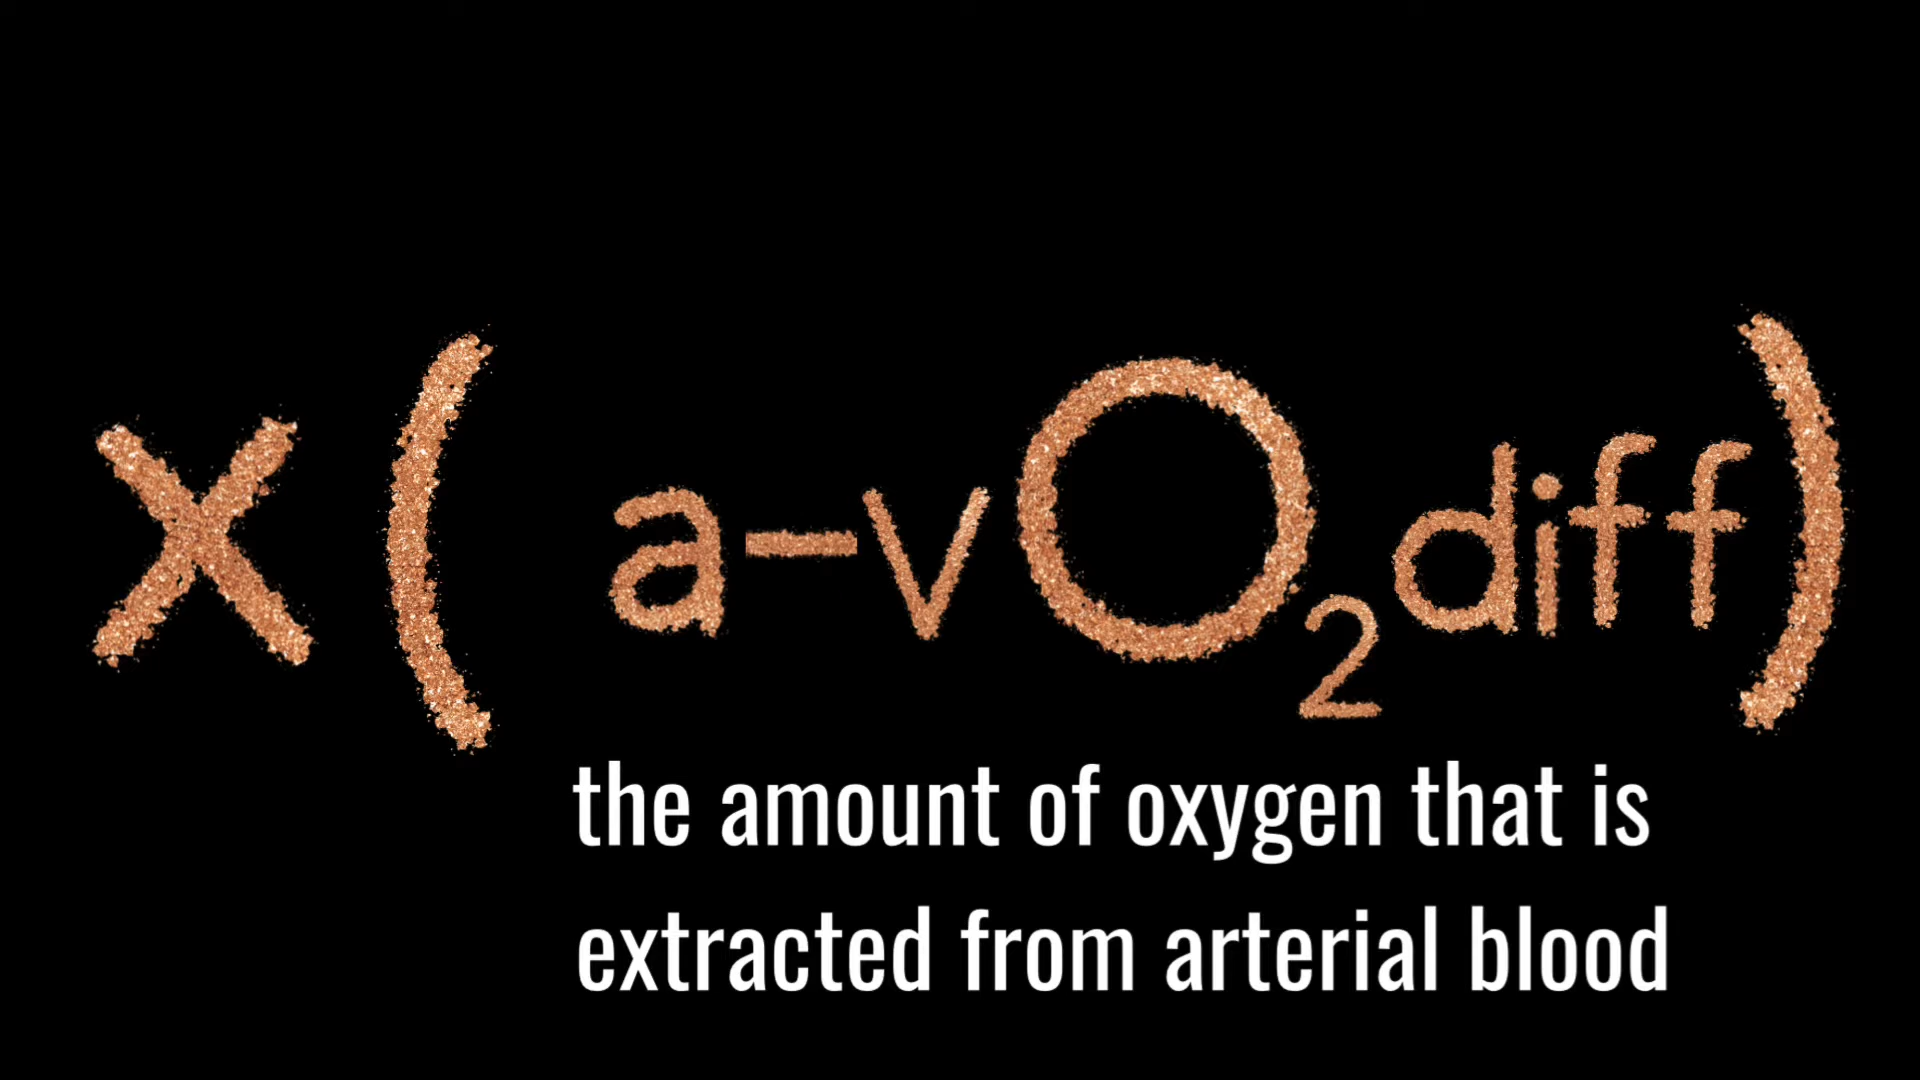 x ( a-vO₂diff)
the amount of oxygen that is
extracted from arterial blood